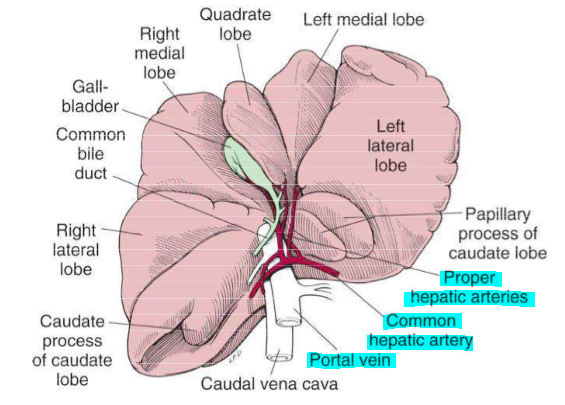 Quadrate
lobe
Left medial lobe
Right
medial
lobe
Gall-
bladder
Common
bile
duct
Left
lateral
lobe
Right
lateral
lobe
Papillary
process of
caudate lobe
Proper
hepatic arteries
Common
hepatic artery
Caudate
process
of caudate
lobe
Portal vein
Caudal vena cava